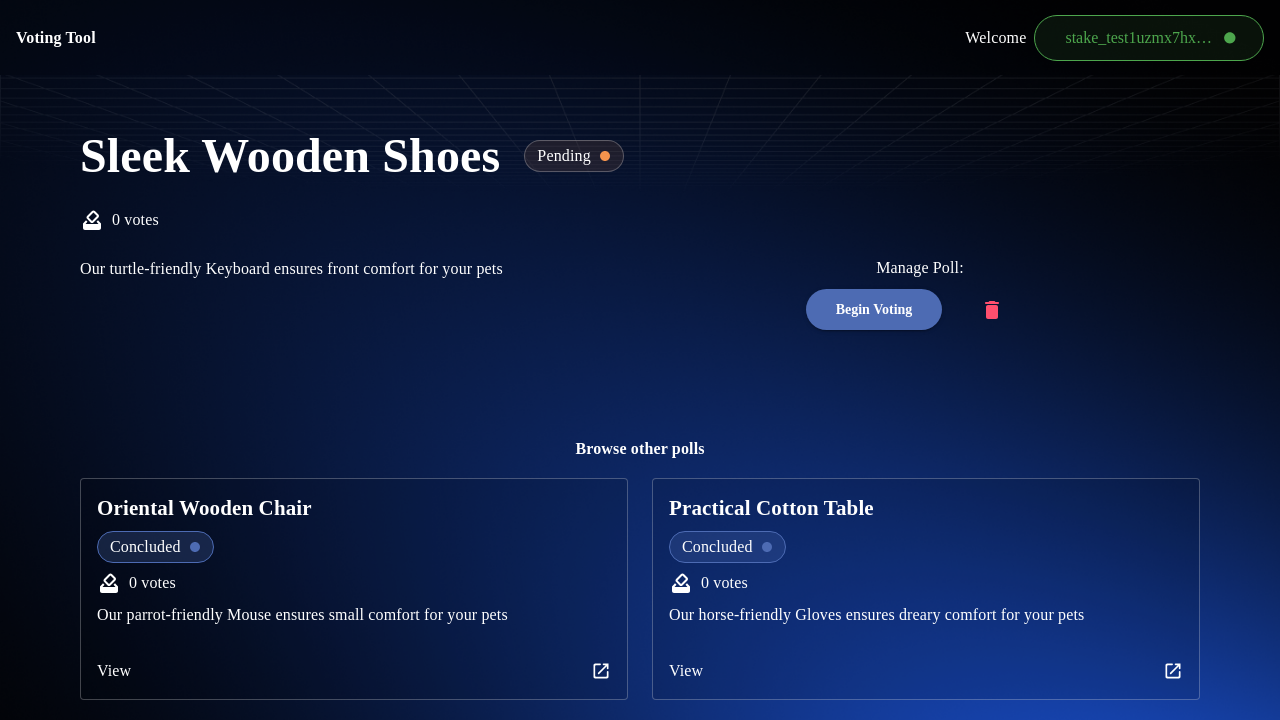 Voting Tool
Welcome
stake_test1uzmx7hx…
Sleek Wooden Shoes
Pending
0 votes
Our turtle-friendly Keyboard ensures front comfort for your pets
Manage Poll:
Begin Voting
Browse other polls
Oriental Wooden Chair
Concluded
0 votes
Our parrot-friendly Mouse ensures small comfort for your pets
View
Practical Cotton Table
Concluded
0 votes
Our horse-friendly Gloves ensures dreary comfort for your pets
View